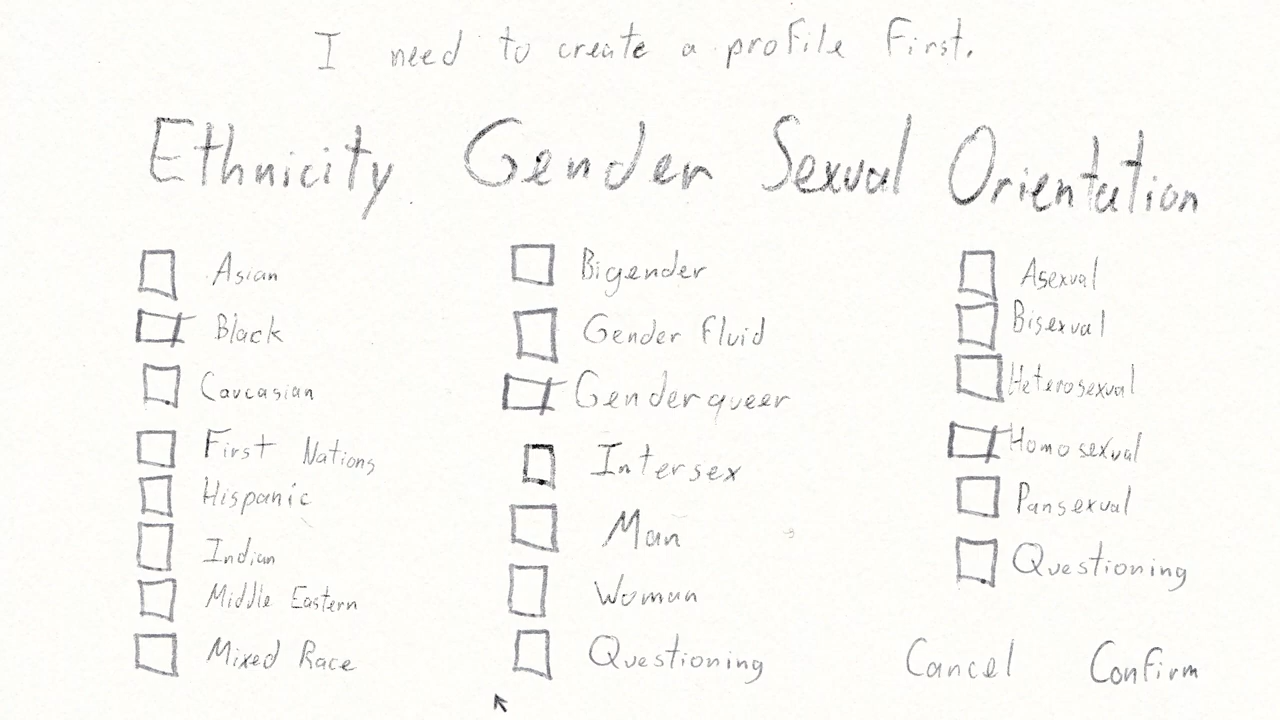 I need to create a profile first.
Ethnicity Gender Sexual Orientation
Asian
Black
Caucasian
First Nations
Hispanic
Indian
Middle Eastern
Mixed Race
Bigender
Gender fluid
Genderqueer
Intersex
Man
Woman
Questioning
Asexual
Bisexual
Heterosexual
Homosexual
Pansexual
Questioning
Cancel Confirm